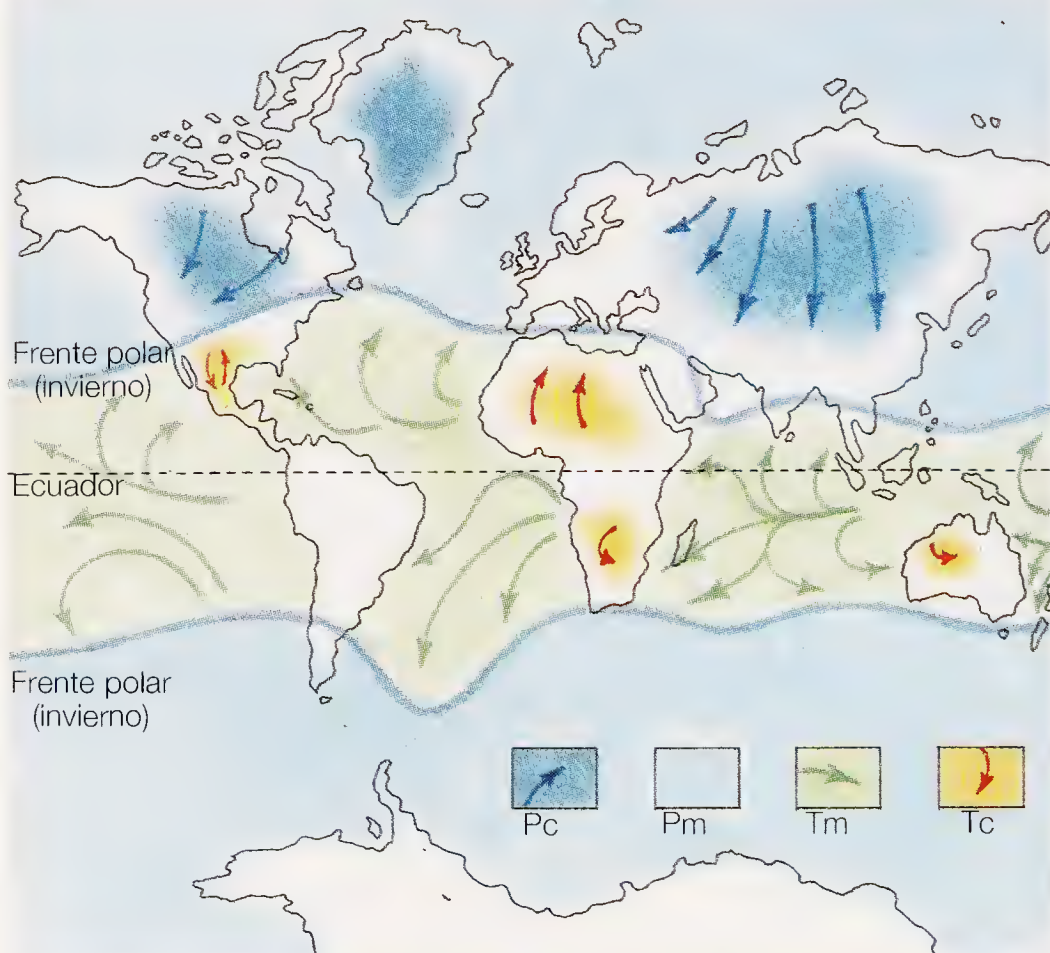 Frente polar
(invierno)
Ecuador
Frente polar
(invierno)
Pc
Pm
Tm
Tc